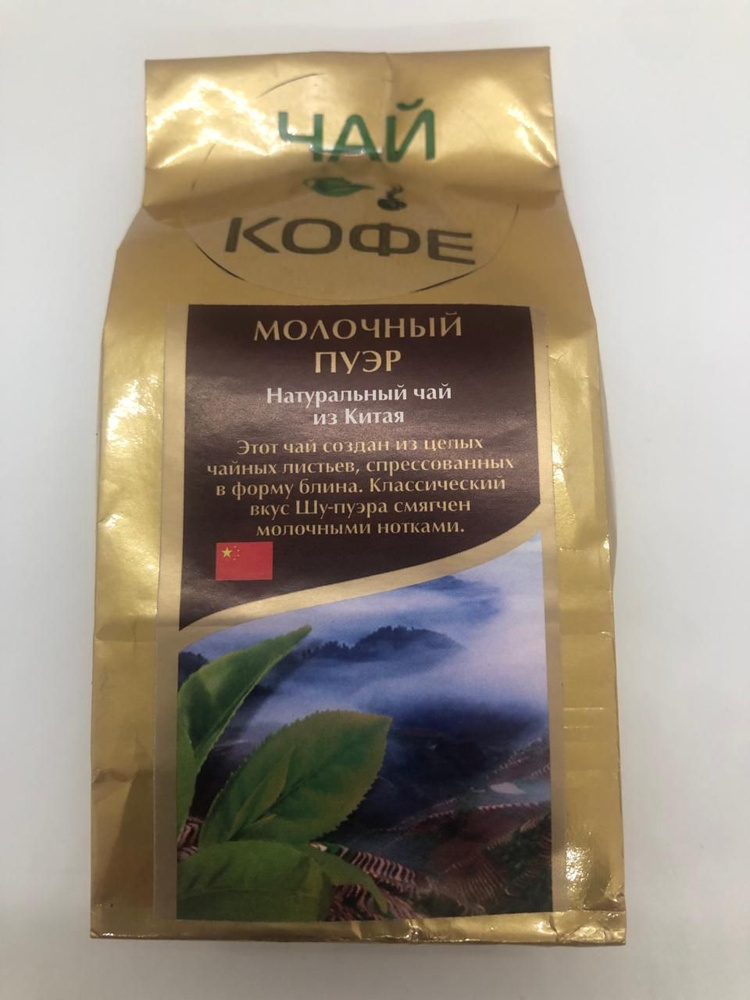 ЧАЙ
КОФЕ
МОЛОЧНЫЙ
ПУЭР
Натуральный чай
из Китая
Этот чай создан из целых
чайных листьев, спрессованных
в форму блина. Классический
вкус Шу-пуэра смягчен
молочными нотками.